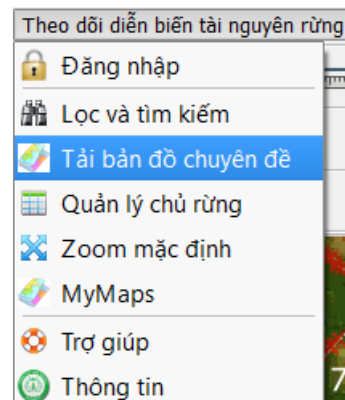 Theo dõi diễn biến tài nguyên rừng
Đăng nhập
Lọc và tìm kiếm
Tải bản đồ chuyên đề
Quản lý chủ rừng
Zoom mặc định
MyMaps
Trợ giúp
Thông tin
7